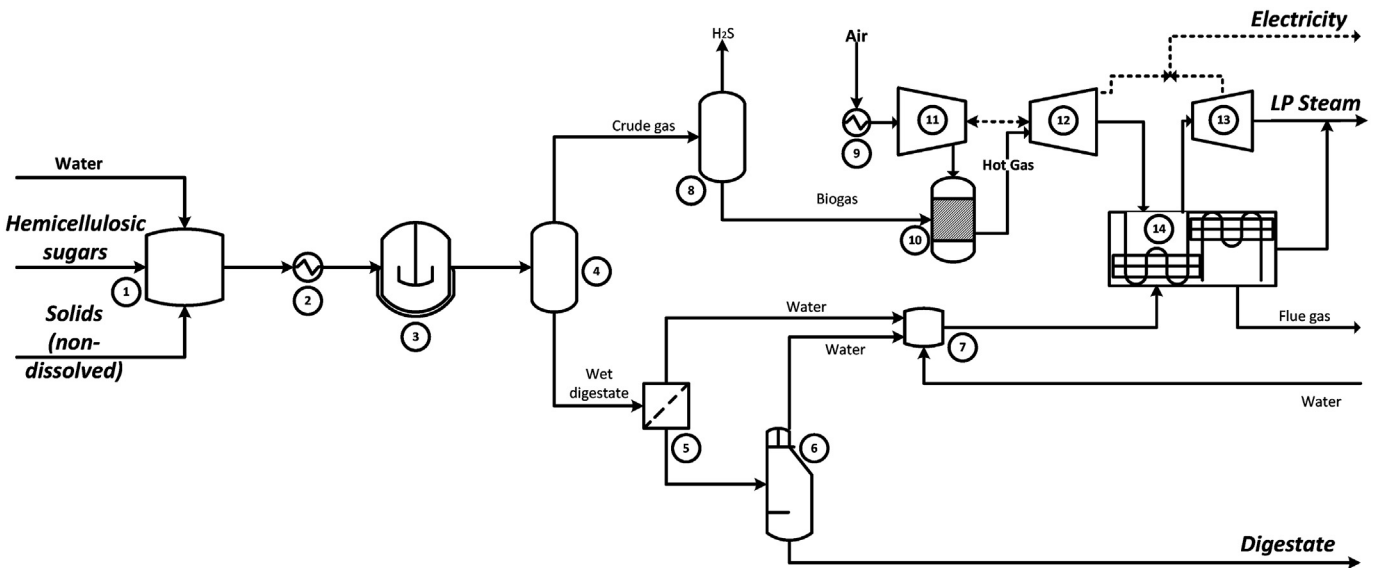 Electricity
H₂S
Air
LP Steam
11
12
13
Crude gas
9
Hot Gas
Water
8
Biogas
Hemicellulosic
sugars
10
14
4
1
2
Solids
(non-
dissolved)
3
Water
Flue gas
7
Water
Wet
digestate
Water
5
6
Digestate